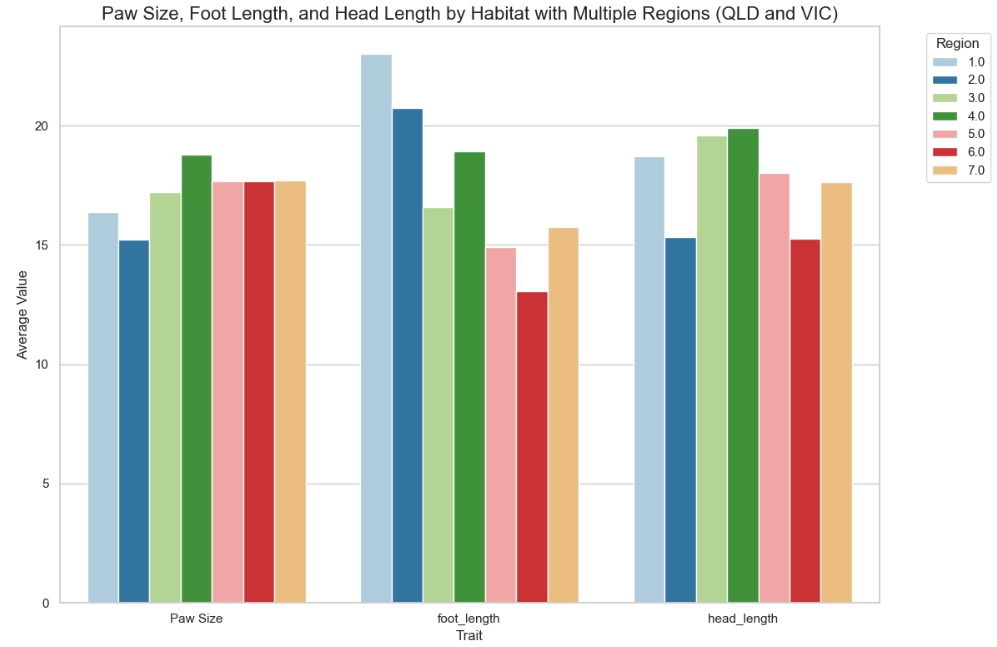 Paw Size, Foot Length, and Head Length by Habitat with Multiple Regions (QLD and VIC)
Region
1.0
2.0
3.0
4.0
5.0
6.0
7.0
Average Value
20
15
10
5
0
Paw Size
foot_length
head_length
Trait